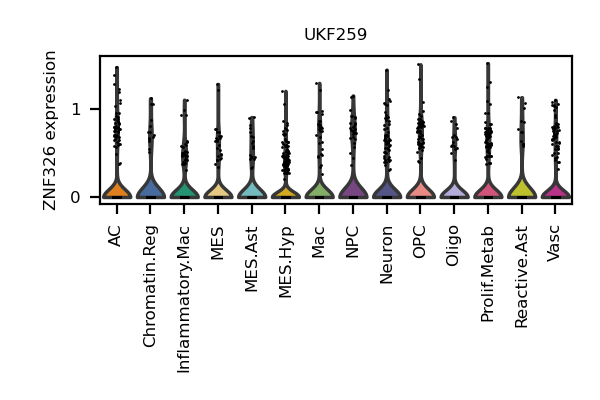 UKF259
ZNF326 expression
1
0
AC
Chromatin.Reg
Inflammatory.Mac
MES
MES.Ast
MES.Hyp
Mac
NPC
Neuron
OPC
Oligo
Prolif.Metab
Reactive.Ast
Vasc